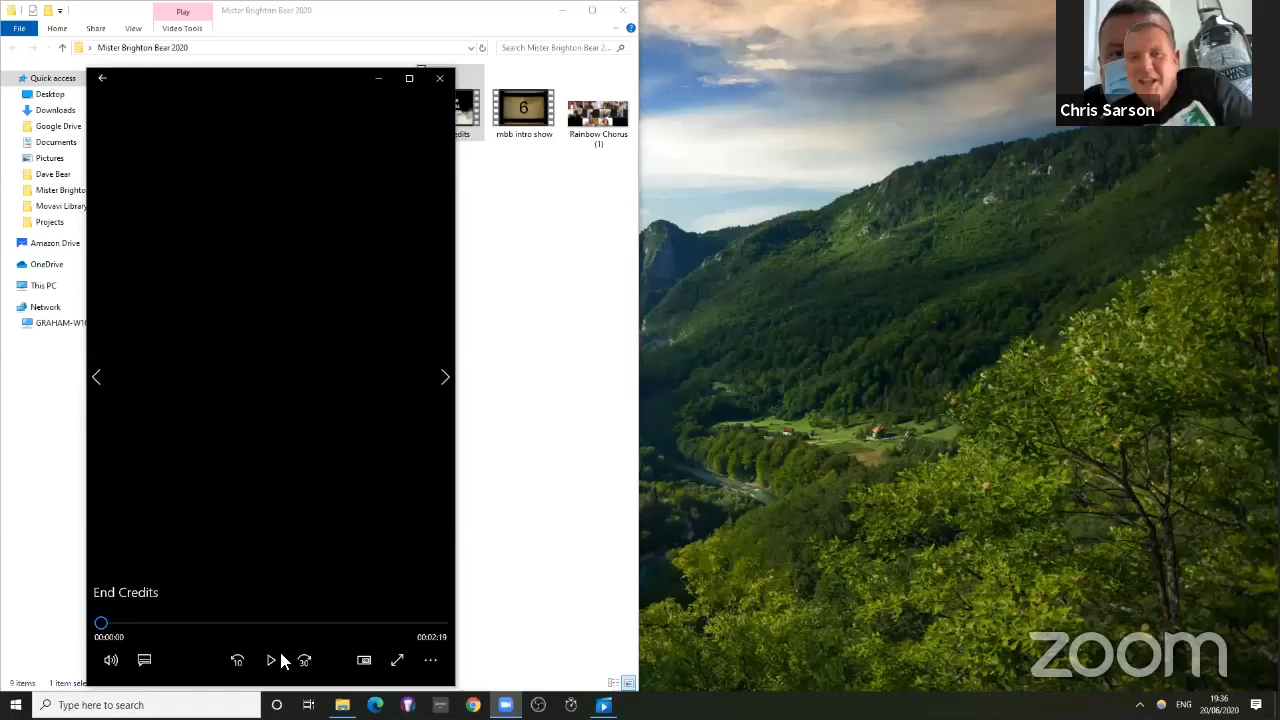 Play
Mister Brighton Bear 2020
File
Home
Share
View
Video Tools
Mister Brighton Bear 2020
Search Mister Brighton Bear 2...
Quick access
Desktop
Downloads
Google Drive
Documents
Pictures
Dave Bear
Mister Brighto
Movavi Library
Projects
Amazon Drive
OneDrive
This PC
Network
GRAHAM-W10
edits
6
mbb intro show
Rainbow Chorus
(1)
Chris Sarson
End Credits
00:00:00
00:02:19
10
30
9 items
1 item sele
zoom
Type here to search
ENG
19:36
20/06/2020